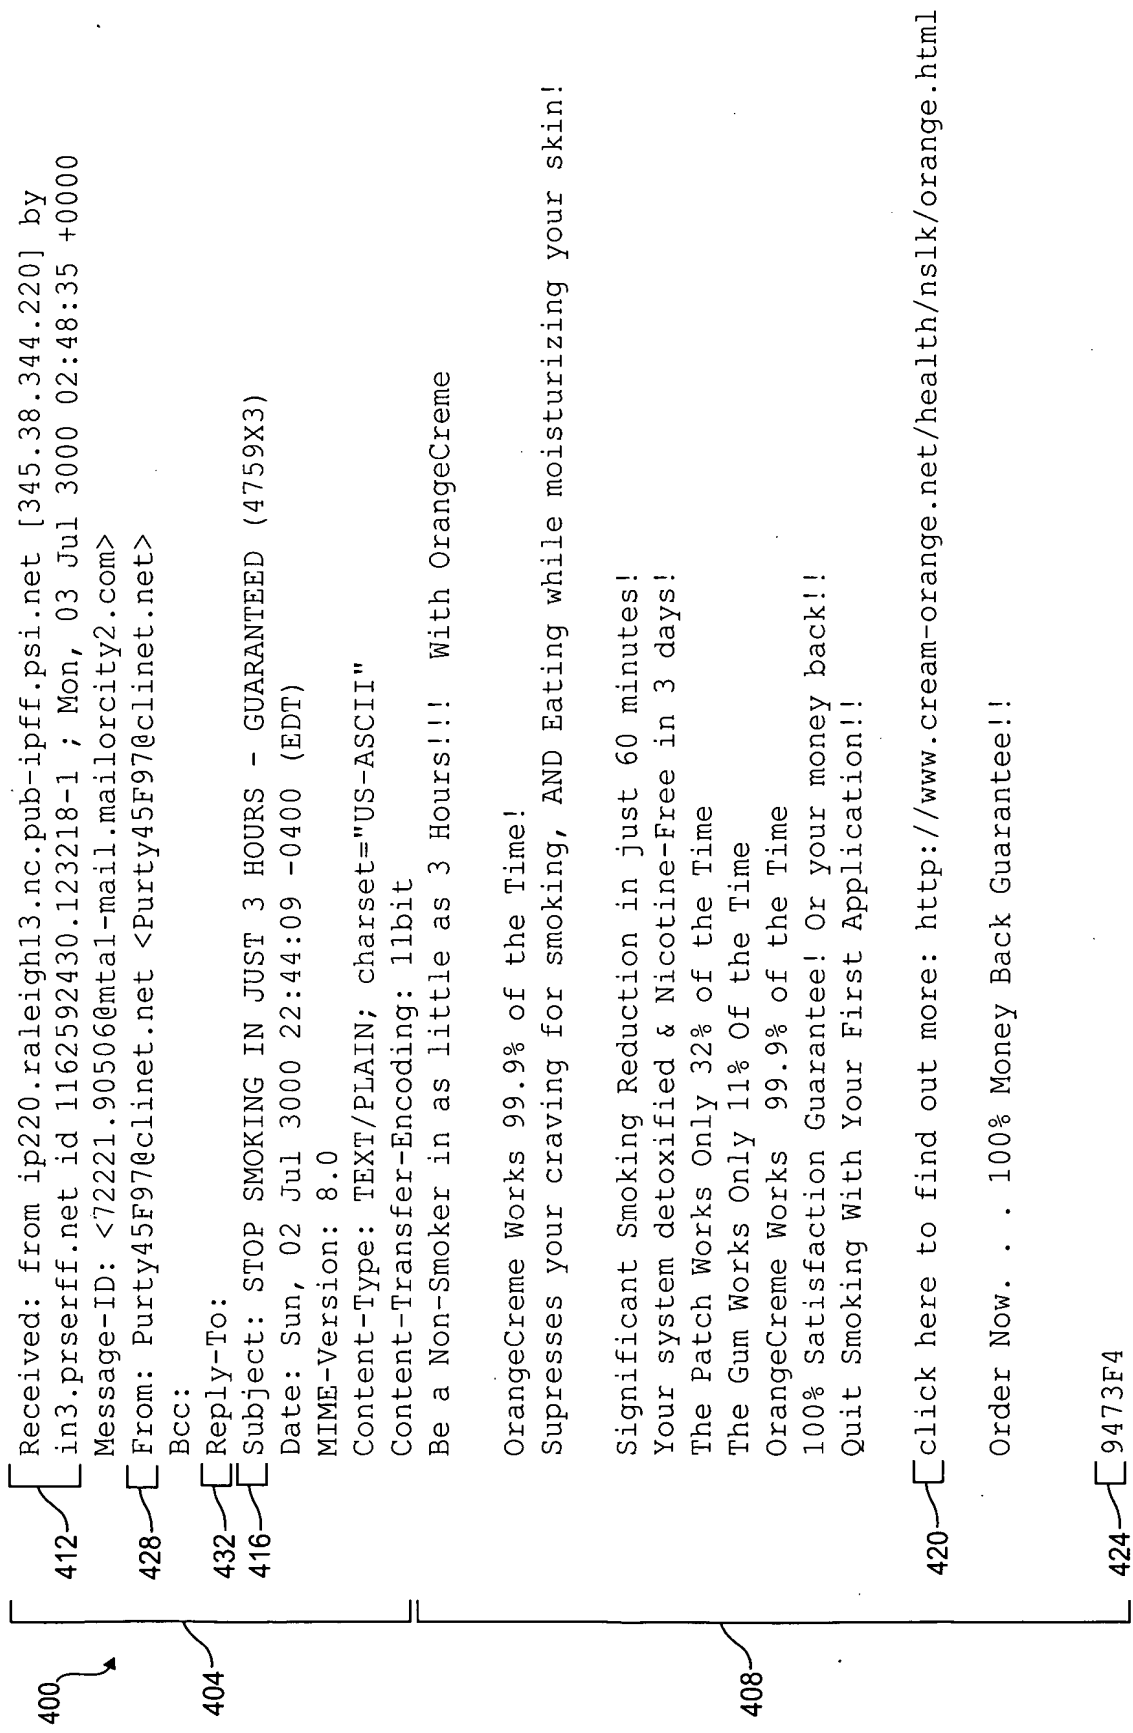 400
404
412 Received: from ip220.raleigh13.nc.pub-ipff.psi.net [345.38.344.220] by
in3.prserff.net id 1162592430.123218-1 ; Mon, 03 Jul 3000 02:48:35 +0000
Message-ID: <72221.90506@mtal-mail.mailorcity2.com>
428 From: Purty45F97@clinet.net <Purty45F97@clinet.net>
Bcc:
432 Reply-To:
416 Subject: STOP SMOKING IN JUST 3 HOURS - GUARANTEED (4759X3)
Date: Sun, 02 Jul 3000 22:44:09 -0400 (EDT)
MIME-Version: 8.0
Content-Type: TEXT/PLAIN; charset="US-ASCII"
Content-Transfer-Encoding: 11bit
408
Be a Non-Smoker in as little as 3 Hours!!! With OrangeCreme
OrangeCreme Works 99.9% of the Time!
Supresses your craving for smoking, AND Eating while moisturizing your skin!
Significant Smoking Reduction in just 60 minutes!
Your system detoxified & Nicotine-Free in 3 days!
The Patch Works Only 32% of the Time
The Gum Works Only 11% Of the Time
OrangeCreme Works 99.9% of the Time
100% Satisfaction Guarantee! Or your money back!!
Quit Smoking With Your First Application!!
420 click here to find out more: http://www.cream-orange.net/health/nslk/orange.html
Order Now. . . 100% Money Back Guarantee!!
424 9473F4